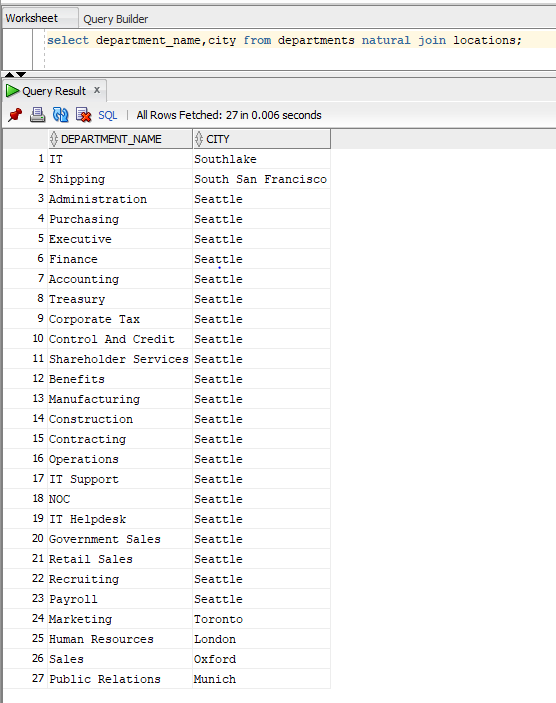 Worksheet Query Builder
select department_name,city from departments natural join locations;
Query Result x
SQL | All Rows Fetched: 27 in 0.006 seconds
DEPARTMENT_NAME CITY
1 IT Southlake
2 Shipping South San Francisco
3 Administration Seattle
4 Purchasing Seattle
5 Executive Seattle
6 Finance Seattle
7 Accounting Seattle
8 Treasury Seattle
9 Corporate Tax Seattle
10 Control And Credit Seattle
11 Shareholder Services Seattle
12 Benefits Seattle
13 Manufacturing Seattle
14 Construction Seattle
15 Contracting Seattle
16 Operations Seattle
17 IT Support Seattle
18 NOC Seattle
19 IT Helpdesk Seattle
20 Government Sales Seattle
21 Retail Sales Seattle
22 Recruiting Seattle
23 Payroll Seattle
24 Marketing Toronto
25 Human Resources London
26 Sales Oxford
27 Public Relations Munich